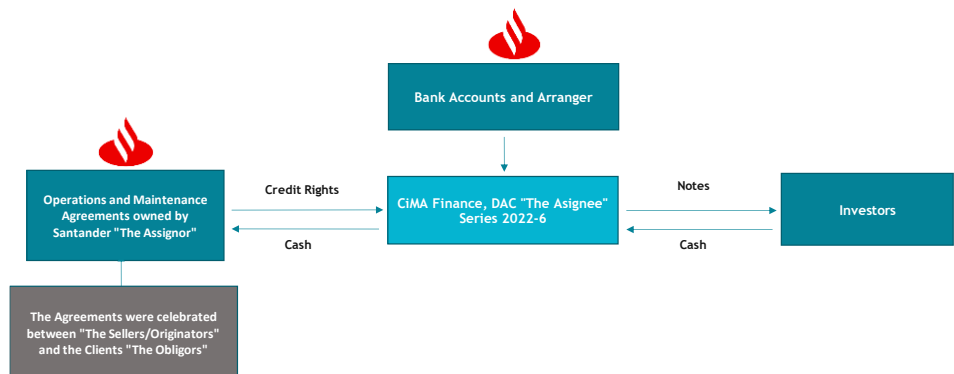 Bank Accounts and Arranger
Operations and Maintenance
Agreements owned by
Santander "The Assignor"
Credit Rights
Cash
CiMA Finance, DAC "The Asignee"
Series 2022-6
Notes
Cash
Investors
The Agreements were celebrated
between "The Sellers/Originators"
and the Clients "The Obligors"